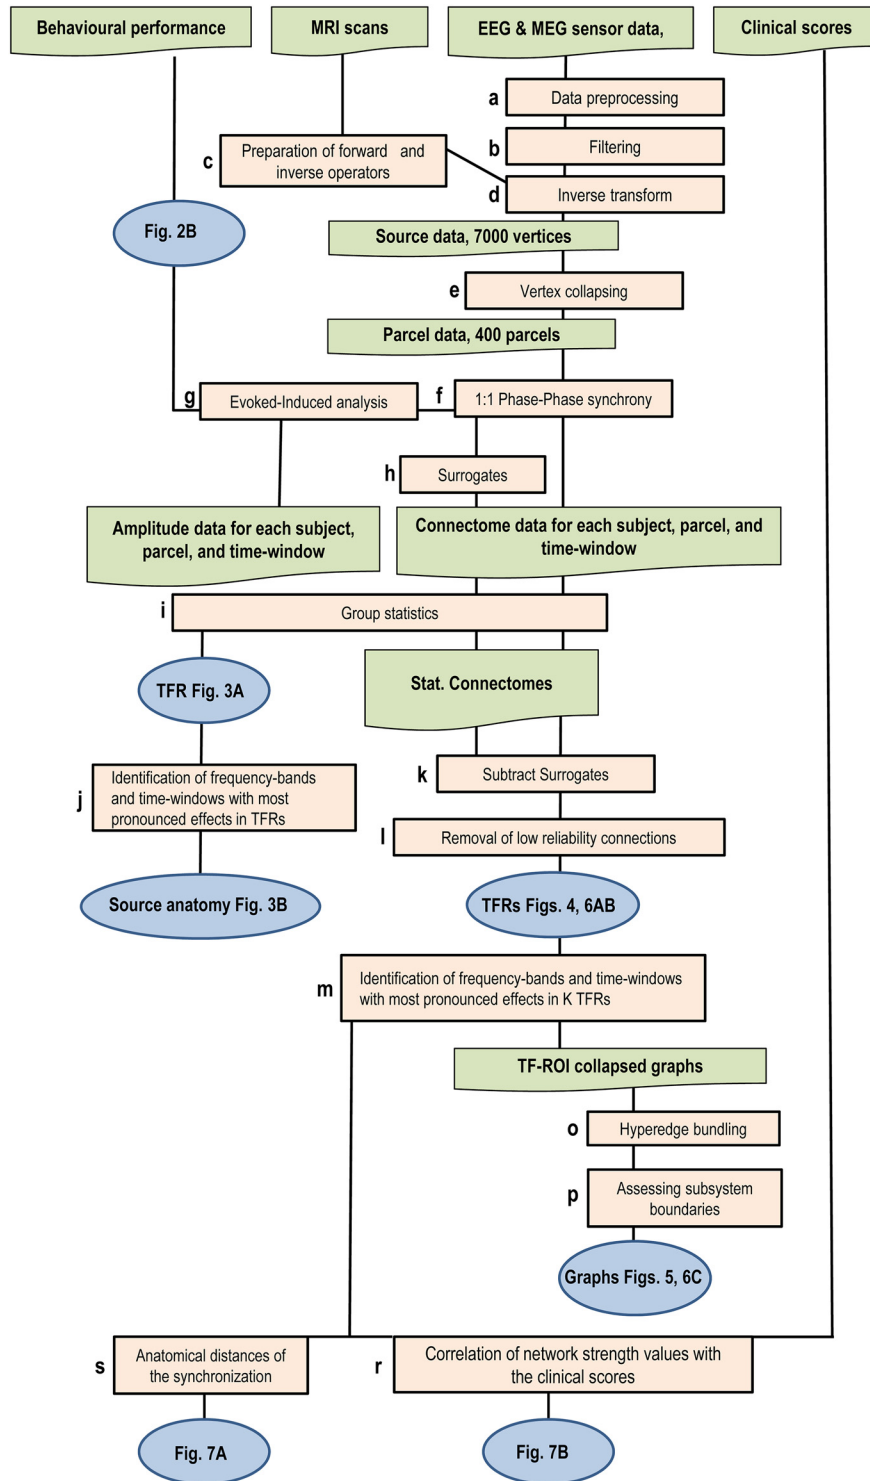 Behavioural performance
MRI scans
EEG & MEG sensor data,
Clinical scores
a
Data preprocessing
b
Filtering
c
Preparation of forward and
inverse operators
d
Inverse transform
Fig. 2B
Source data, 7000 vertices
e
Vertex collapsing
Parcel data, 400 parcels
g
Evoked-Induced analysis
f
1:1 Phase-Phase synchrony
h
Surrogates
Amplitude data for each subject,
parcel, and time-window
Connectome data for each subject, parcel, and
time-window
i
Group statistics
TFR Fig. 3A
Stat. Connectomes
j
Identification of frequency-bands
and time-windows with most
pronounced effects in TFRs
k
Subtract Surrogates
l
Removal of low reliability connections
Source anatomy Fig. 3B
TFRs Figs. 4, 6AB
m
Identification of frequency-bands and time-windows
with most pronounced effects in K TFRs
TF-ROI collapsed graphs
o
Hyperedge bundling
p
Assessing subsystem
boundaries
Graphs Figs. 5, 6C
s
Anatomical distances of
the synchronization
r
Correlation of network strength values with
the clinical scores
Fig. 7A
Fig. 7B